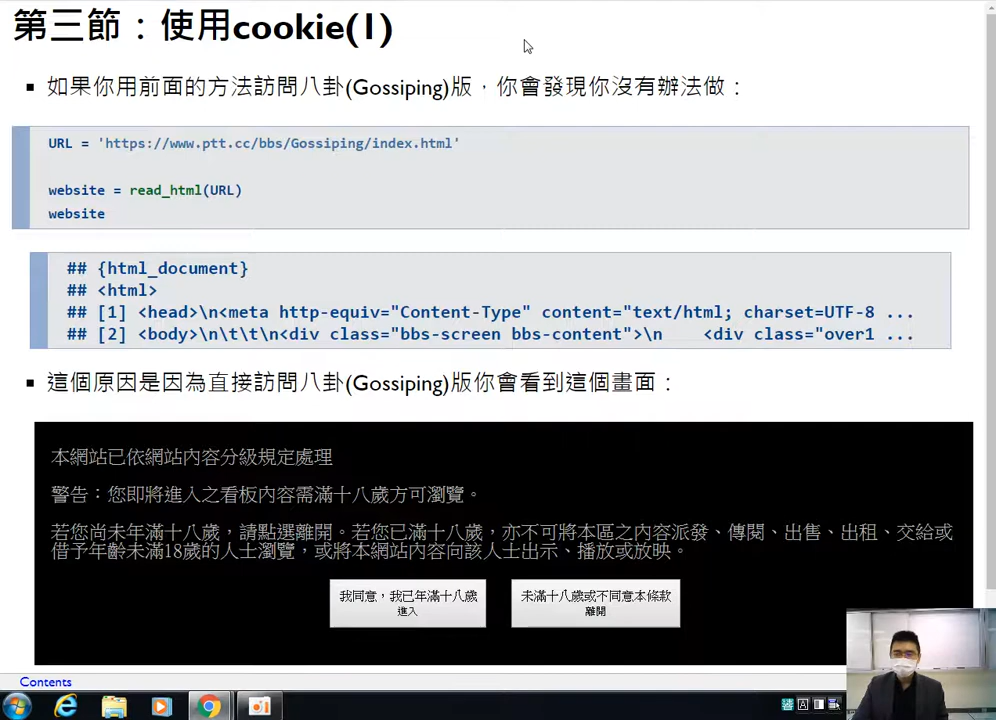 第三節：使用cookie(1)
如果你用前面的方法訪問八卦(Gossiping)版，你會發現你沒有辦法做：
URL = 'https://www.ptt.cc/bbs/Gossiping/index.html'
website = read_html(URL)
website
## {html_document}
## <html>
## [1] <head>\n<meta http-equiv="Content-Type" content="text/html; charset=UTF-8 ...
## [2] <body>\n\t\t\n<div class="bbs-screen bbs-content">\n    <div class="over1 ...
這個原因是因為直接訪問八卦(Gossiping)版你會看到這個畫面：
本網站已依網站內容分級規定處理
警告：您即將進入之看板內容需滿十八歲方可瀏覽。
若您尚未年滿十八歲，請點選離開。若您已滿十八歲，亦不可將本區之內容派發、傳閱、出售、出租、交給或
借予年齡未滿18歲的人士瀏覽，或將本網站內容向該人士出示、播放或放映。
我同意，我已年滿十八歲
進入
未滿十八歲或不同意本條款
離開
Contents